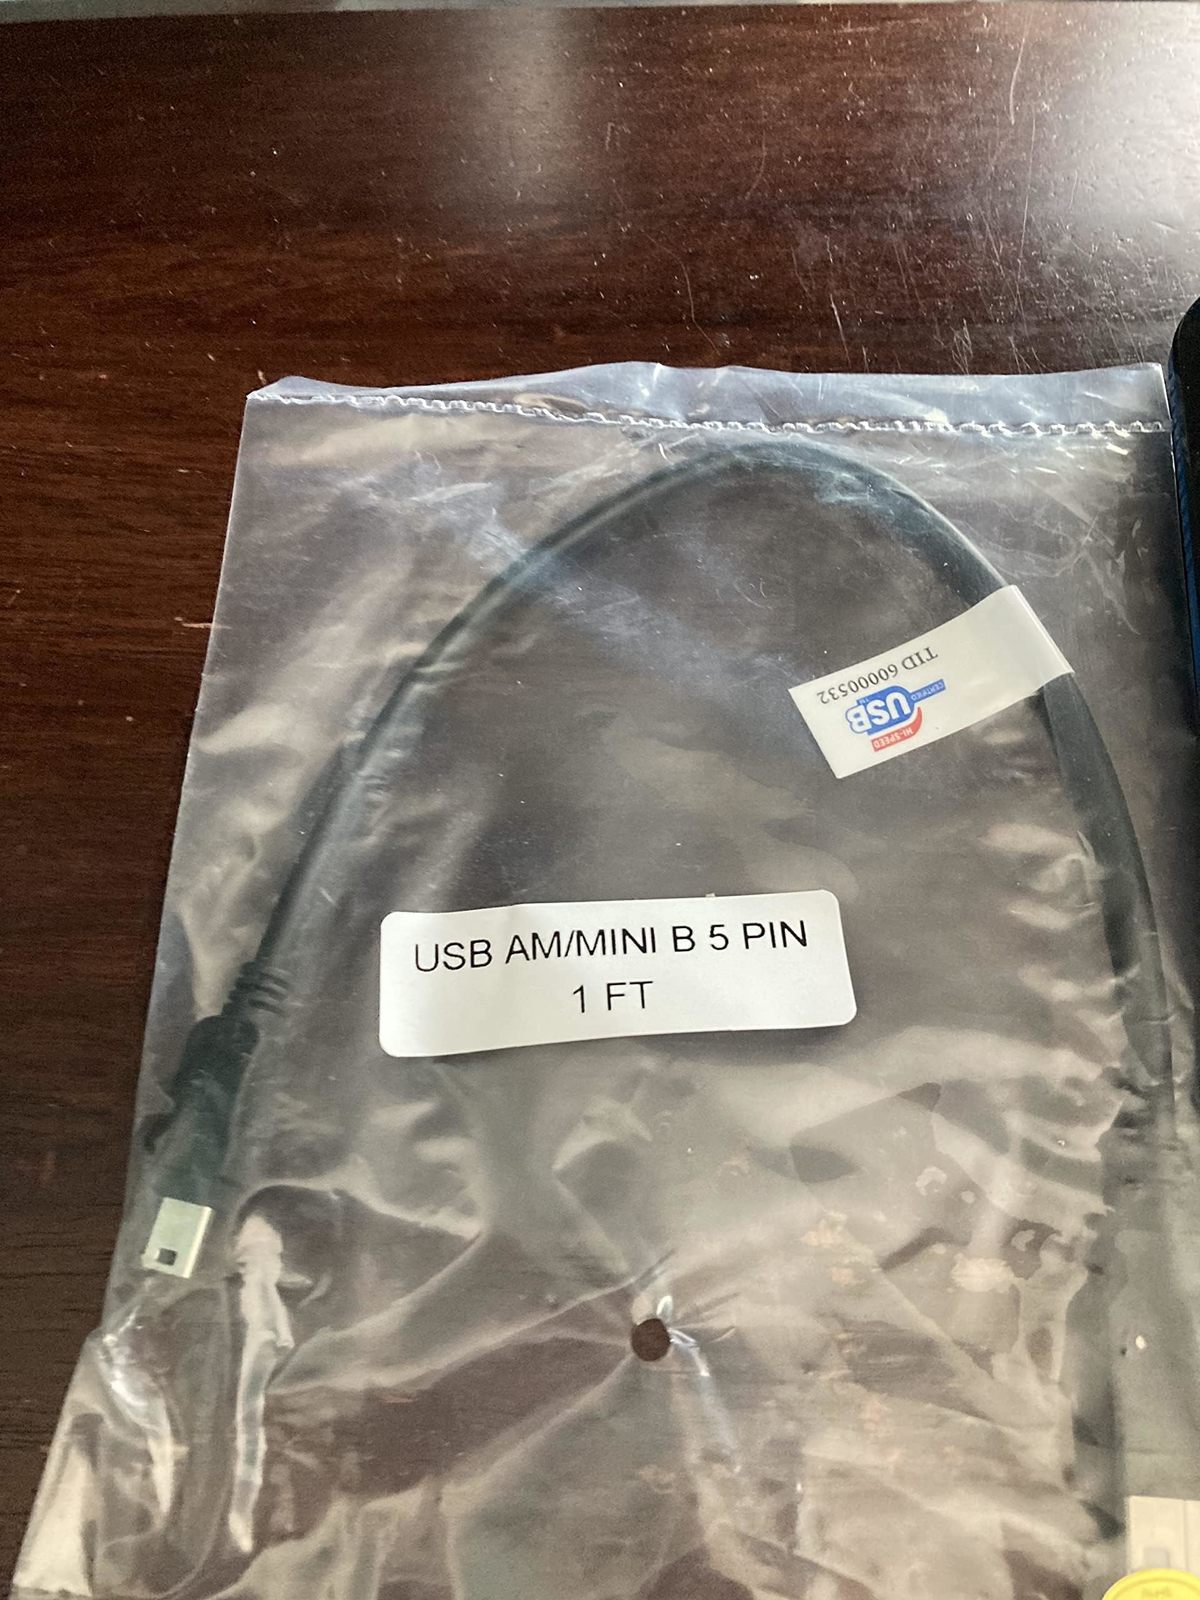 TID 60000532
CERTIFIED
USB
HI-SPEED
USB AM/MINI B 5 PIN
1 FT